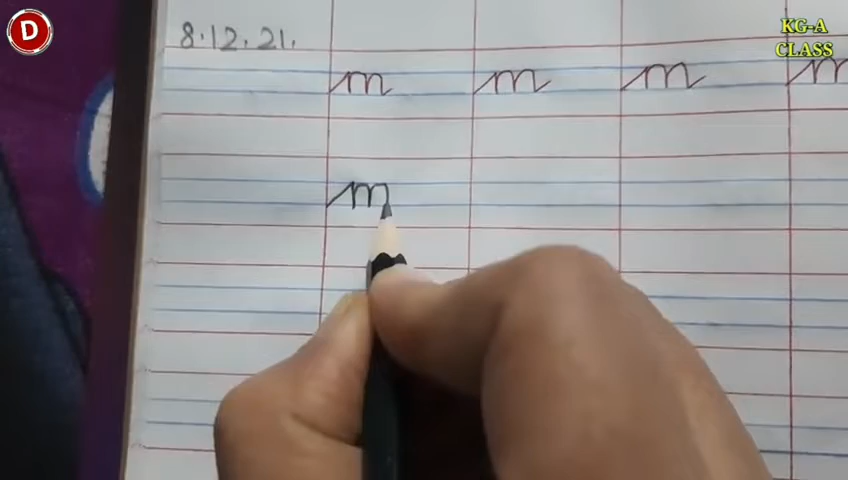 D
KG-A
CLASS
8.12.21.
m m m m
m